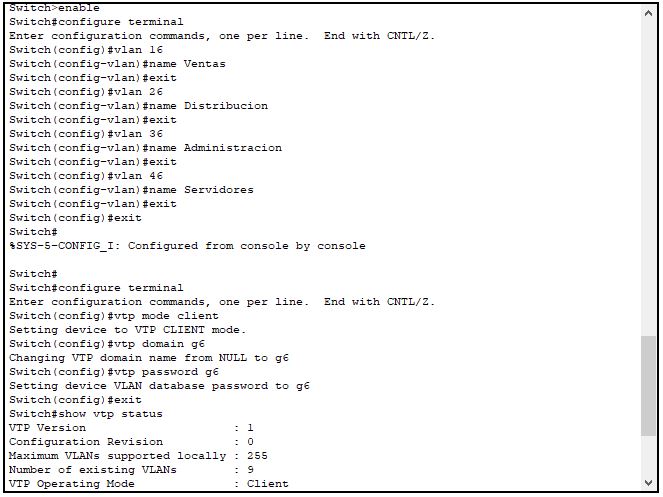 Switch>enable
Switch#configure terminal
Enter configuration commands, one per line.  End with CNTL/Z.
Switch(config)#vlan 16
Switch(config-vlan)#name Ventas
Switch(config-vlan)#exit
Switch(config)#vlan 26
Switch(config-vlan)#name Distribucion
Switch(config-vlan)#exit
Switch(config)#vlan 36
Switch(config-vlan)#name Administracion
Switch(config-vlan)#exit
Switch(config)#vlan 46
Switch(config-vlan)#name Servidores
Switch(config-vlan)#exit
Switch(config)#exit
Switch#
%SYS-5-CONFIG_I: Configured from console by console
Switch#
Switch#configure terminal
Enter configuration commands, one per line.  End with CNTL/Z.
Switch(config)#vtp mode client
Setting device to VTP CLIENT mode.
Switch(config)#vtp domain g6
Changing VTP domain name from NULL to g6
Switch(config)#vtp password g6
Setting device VLAN database password to g6
Switch(config)#exit
Switch#show vtp status
VTP Version                     : 1
Configuration Revision          : 0
Maximum VLANs supported locally : 255
Number of existing VLANs        : 9
VTP Operating Mode              : Client